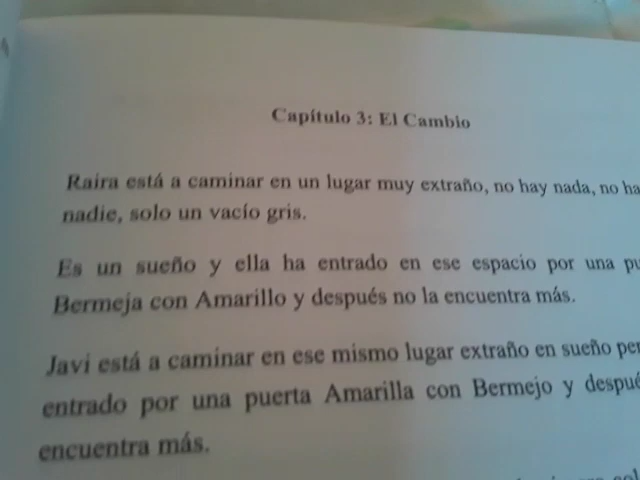 Capítulo 3: El Cambio
Raira está a caminar en un lugar muy extraño, no hay nada, no
nadie, solo un vacío gris.
Es un sueño y ella ha entrado en ese espacio por una
Bermeja con Amarillo y después no la encuentra más.
Javi está a caminar en ese mismo lugar extraño en sueño
entrado por una puerta Amarilla con Bermejo y
encuentra más.